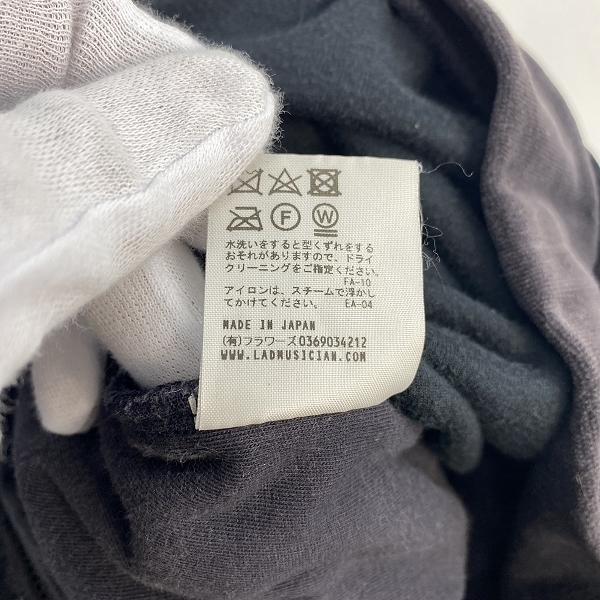 F W
水洗いをすると型くずれをする
おそれがありますので、ドライ
クリーニングをご指定ください。
FA-10
アイロンは、スチームで浮かし
てかけてください。 EA-04
MADE IN JAPAN
(有)フラワーズ0369034212
WWW.LADMUSICIAN.COM